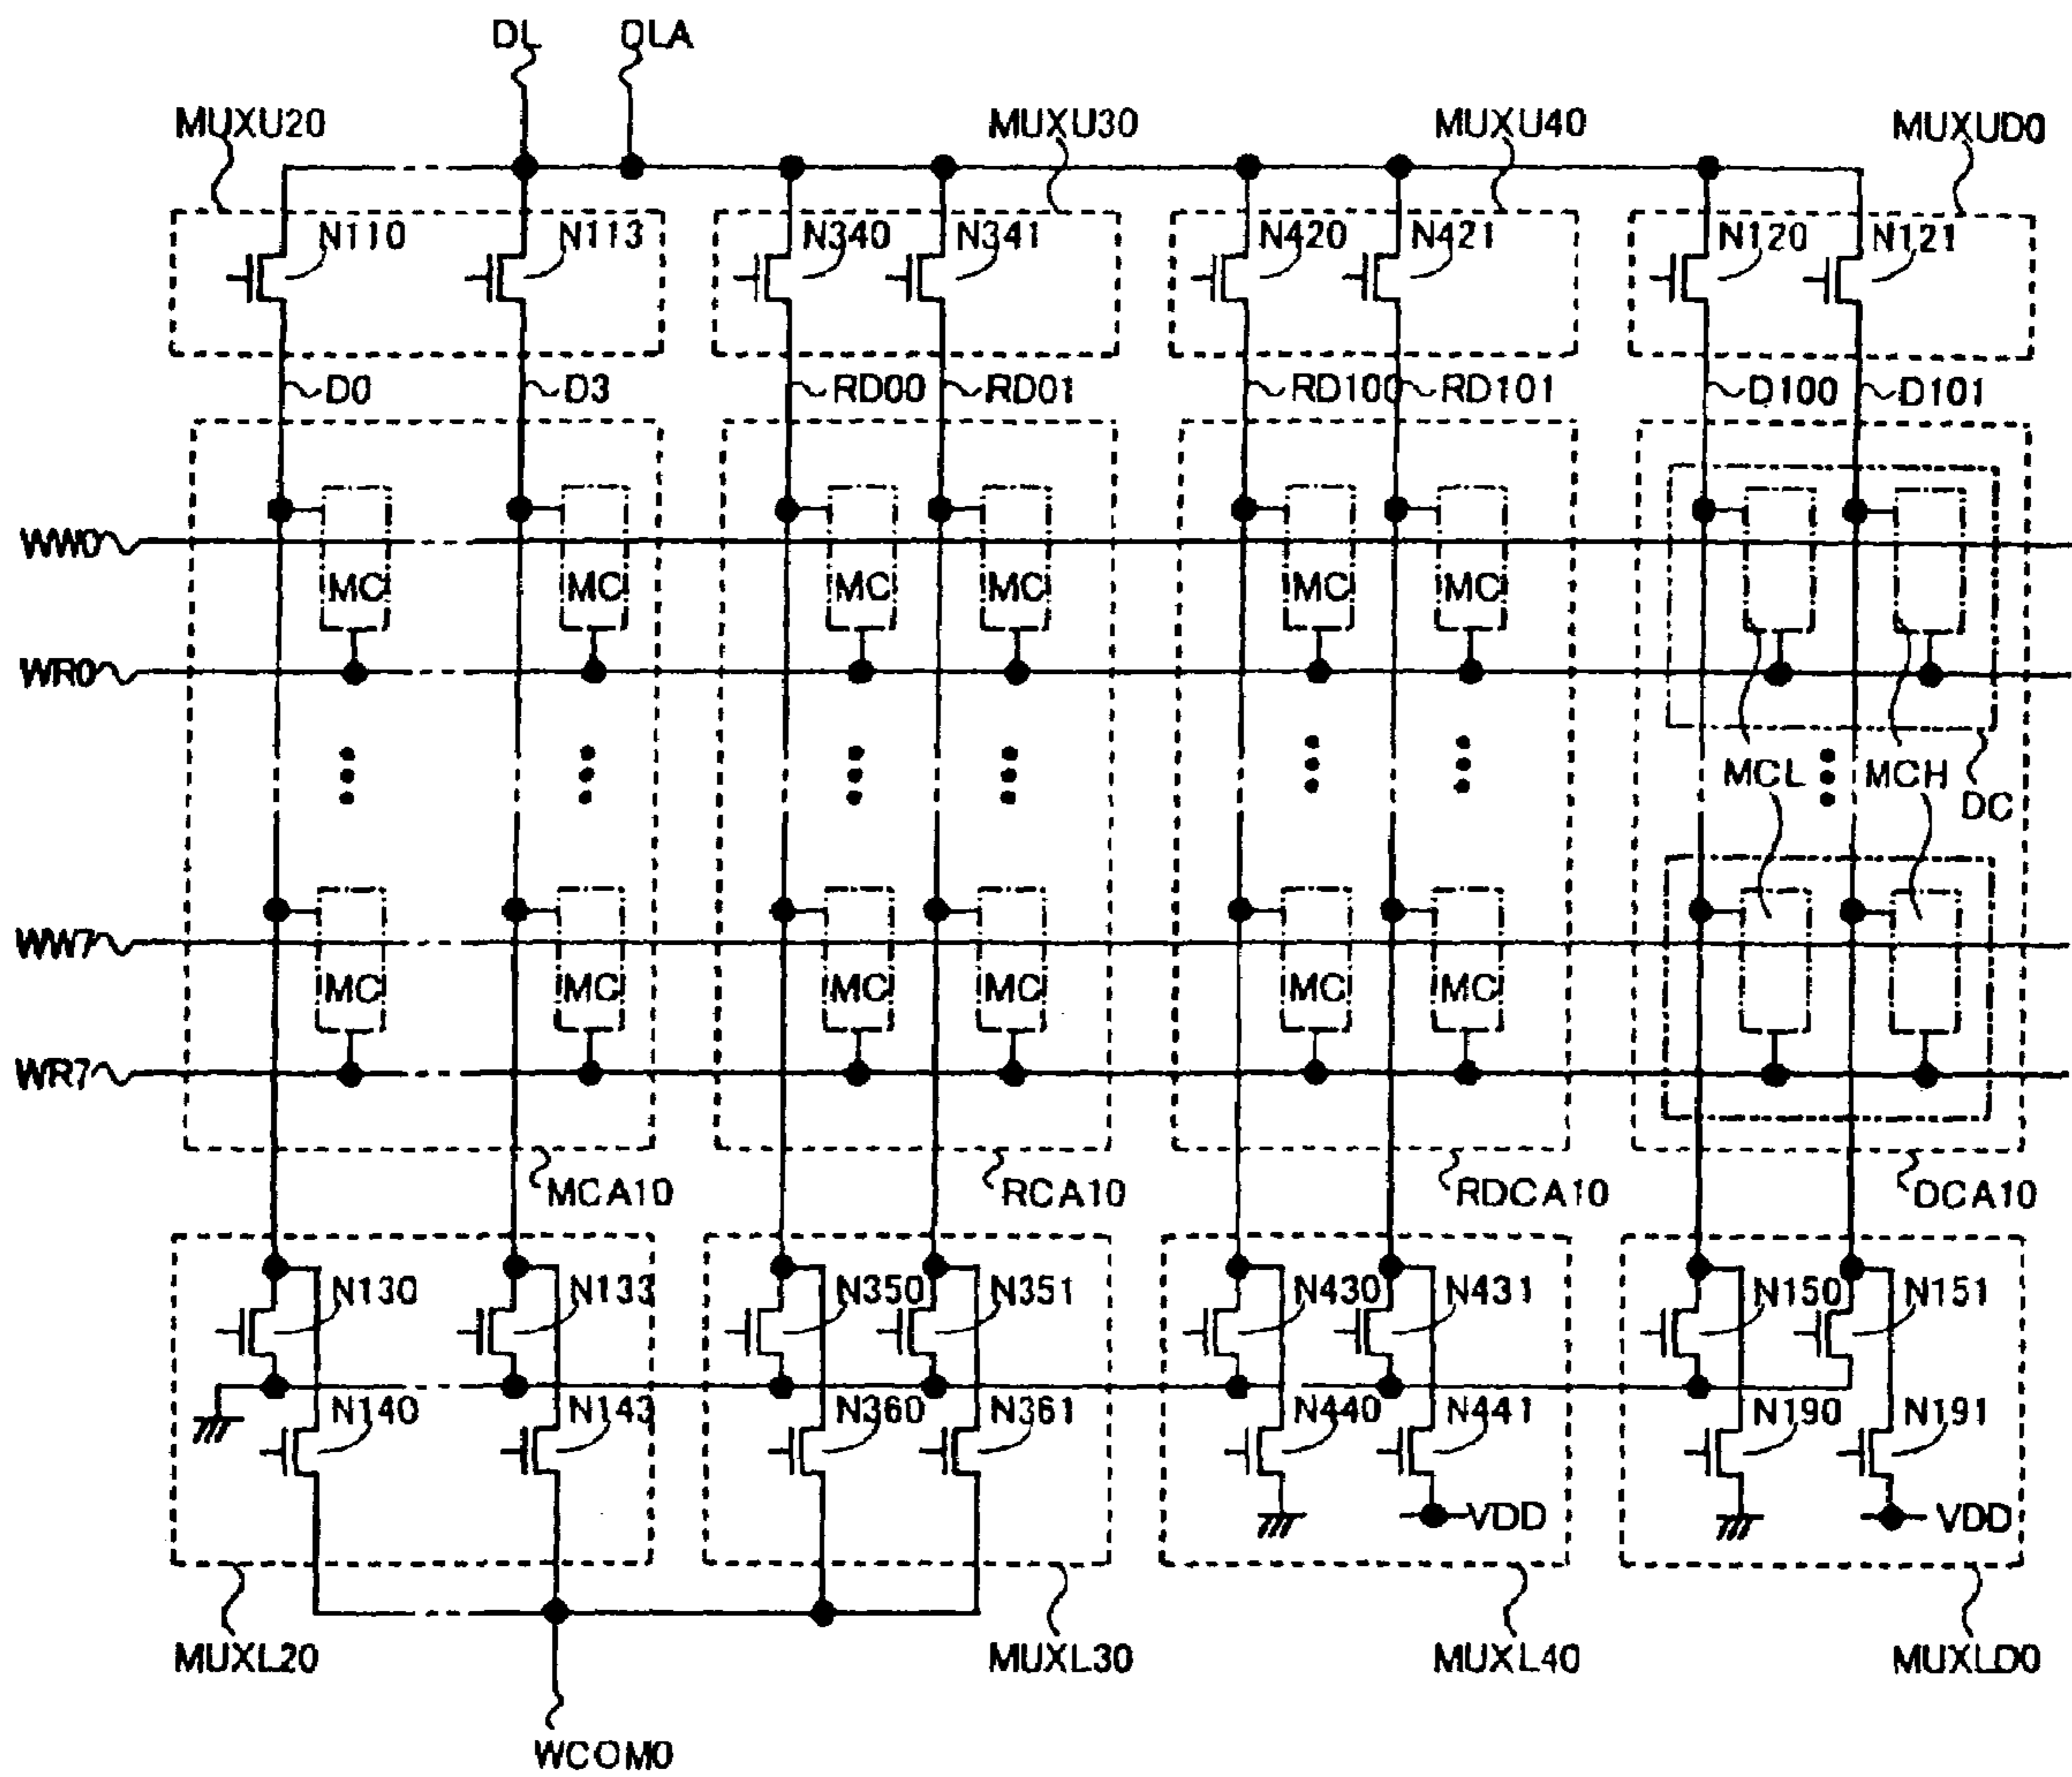 DL OLA
MUXU20 MUXU30 MUXU40 MUXUD0
N110 N113 N340 N341 N420 N421 N120 N121
D0 D3 RD00 RD01 RD100 RD101 D100 D101
WW0
MC MC MC MC MC MC
WR0
MCL MCH DC
WW7
MC MC MC MC MC MC
WR7
MCA10 RCA10 RDCA10 DCA10
N130 N133 N350 N351 N430 N431 N150 N151
N140 N143 N360 N361 N440 N441 N190 N191
VDD VDD
MUXL20 MUXL30 MUXL40 MUXLD0
WCOM0